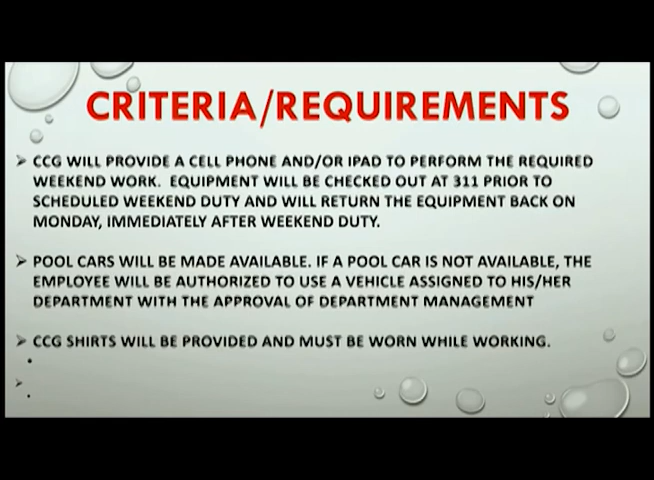 CRITERIA/REQUIREMENTS
➢ CCG WILL PROVIDE A CELL PHONE AND/OR IPAD TO PERFORM THE REQUIRED
WEEKEND WORK. EQUIPMENT WILL BE CHECKED OUT AT 311 PRIOR TO
SCHEDULED WEEKEND DUTY AND WILL RETURN THE EQUIPMENT BACK ON
MONDAY, IMMEDIATELY AFTER WEEKEND DUTY.
➢ POOL CARS WILL BE MADE AVAILABLE. IF A POOL CAR IS NOT AVAILABLE, THE
EMPLOYEE WILL BE AUTHORIZED TO USE A VEHICLE ASSIGNED TO HIS/HER
DEPARTMENT WITH THE APPROVAL OF DEPARTMENT MANAGEMENT
➢ CCG SHIRTS WILL BE PROVIDED AND MUST BE WORN WHILE WORKING.